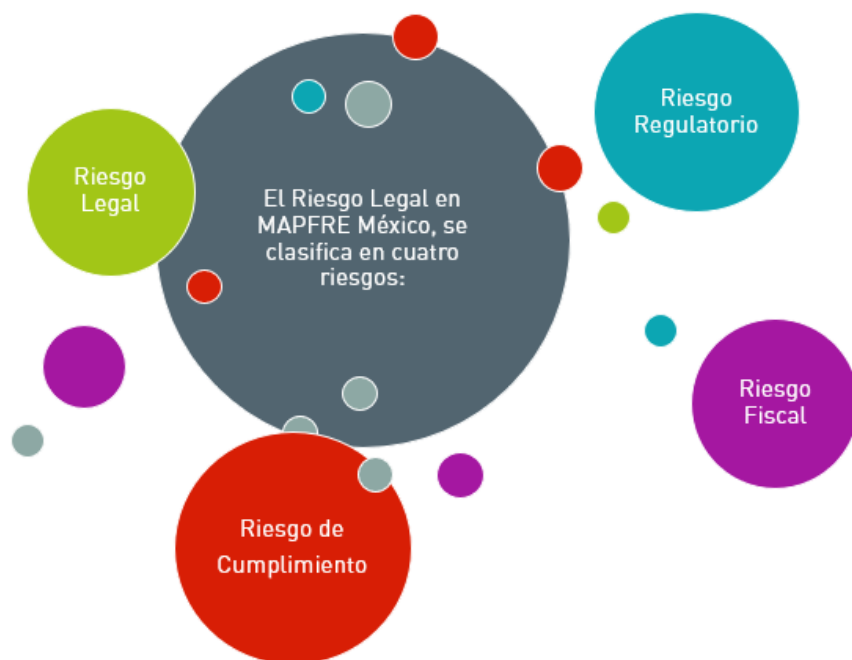 Riesgo
Legal
El Riesgo Legal en
MAPFRE México, se
clasifica en cuatro
riesgos:
Riesgo
Regulatorio
Riesgo
Fiscal
Riesgo de
Cumplimiento